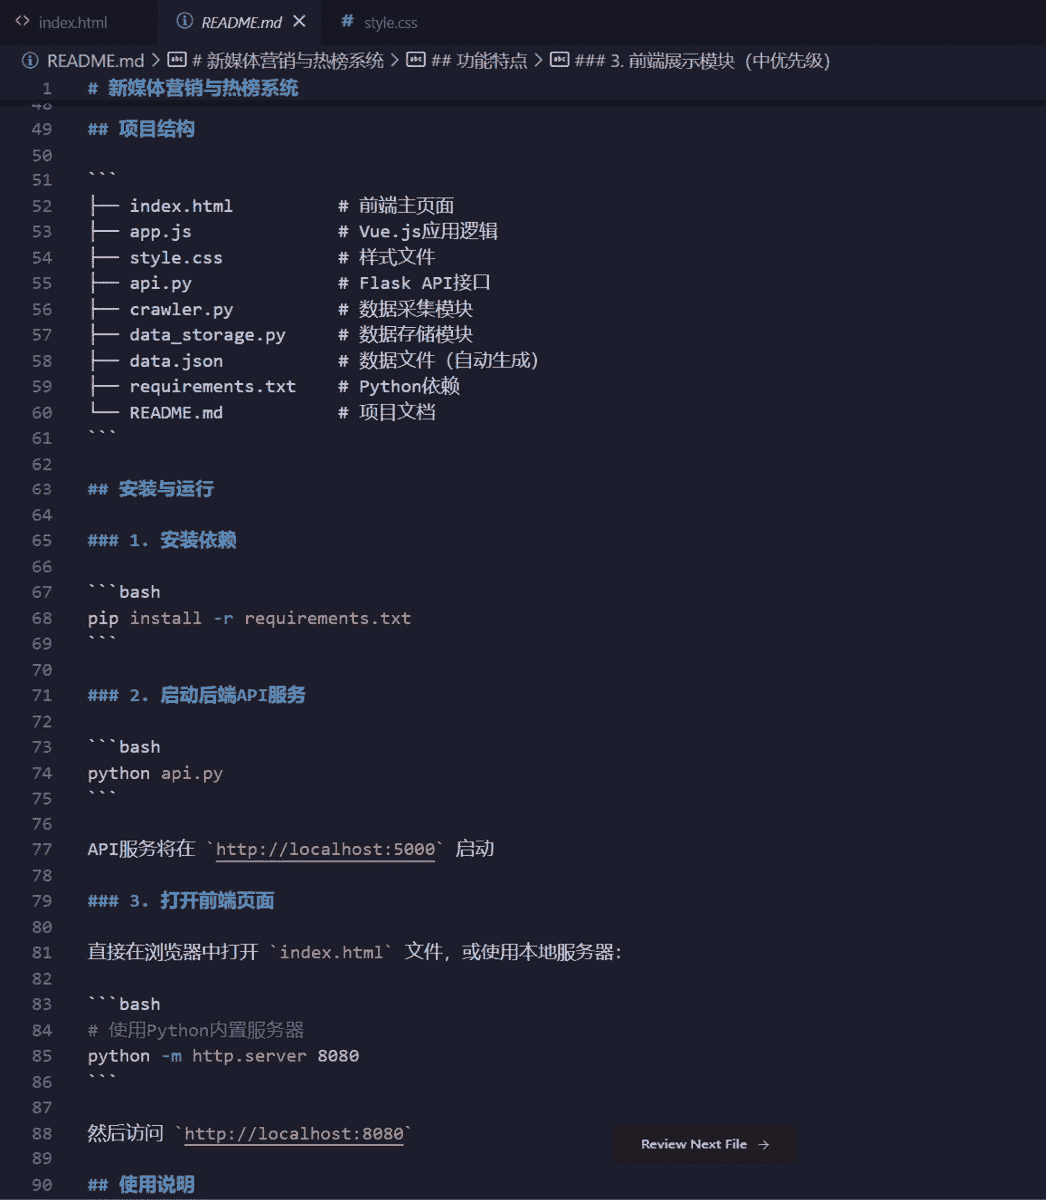 index.html README.md style.css
README.md > # 新媒体营销与热榜系统 > ## 功能特点 > ### 3. 前端展示模块（中优先级）
1 # 新媒体营销与热榜系统
48
49 ## 项目结构
50
51 ```
52 ├── index.html # 前端主页面
53 ├── app.js # Vue.js应用逻辑
54 ├── style.css # 样式文件
55 ├── api.py # Flask API接口
56 ├── crawler.py # 数据采集模块
57 ├── data_storage.py # 数据存储模块
58 ├── data.json # 数据文件（自动生成）
59 ├── requirements.txt # Python依赖
60 └── README.md # 项目文档
61 ```
62
63 ## 安装与运行
64
65 ### 1. 安装依赖
66
67 ```bash
68 pip install -r requirements.txt
69 ```
70
71 ### 2. 启动后端API服务
72
73 ```bash
74 python api.py
75 ```
76
77 API服务将在 `http://localhost:5000` 启动
78
79 ### 3. 打开前端页面
80
81 直接在浏览器中打开 `index.html` 文件，或使用本地服务器：
82
83 ```bash
84 # 使用Python内置服务器
85 python -m http.server 8080
86 ```
87
88 然后访问 `http://localhost:8080`
Review Next File →
89
90 ## 使用说明